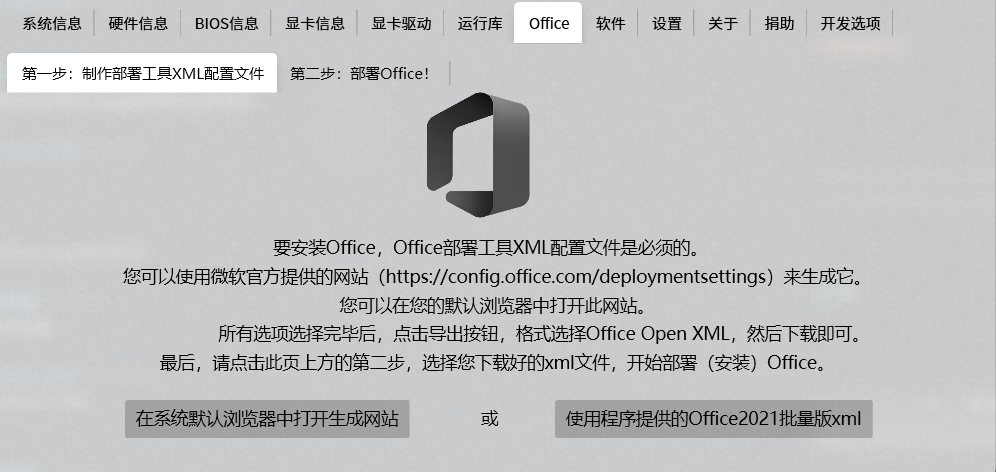 系统信息 硬件信息 BIOS信息 显卡信息 显卡驱动 运行库 Office 软件 设置 关于 捐助 开发选项
第一步：制作部署工具XML配置文件 第二步：部署Office！
要安装Office，Office部署工具XML配置文件是必须的。
您可以使用微软官方提供的网站（https://config.office.com/deploymentsettings）来生成它。
您可以在您的默认浏览器中打开此网站。
所有选项选择完毕后，点击导出按钮，格式选择Office Open XML，然后下载即可。
最后，请点击此页上方的第二步，选择您下载好的xml文件，开始部署（安装）Office。
在系统默认浏览器中打开生成网站 或 使用程序提供的Office2021批量版xml